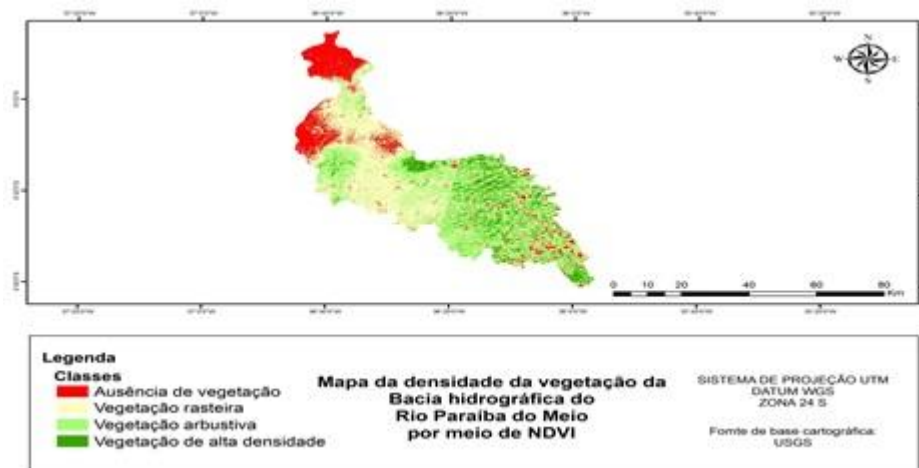 N
W E
S
0 5 10 20 40 60 80
Km
Legenda
Classes
Ausência de vegetação
Vegetação rasteira
Vegetação arbustiva
Vegetação de alta densidade
Mapa da densidade da vegetação da
Bacia hidrográfica do
Rio Paraíba do Meio
por meio de NDVI
SISTEMA DE PROJEÇÃO UTM
DATUM WGS
ZONA 24 S
Fomte de base cartográfica:
USGS